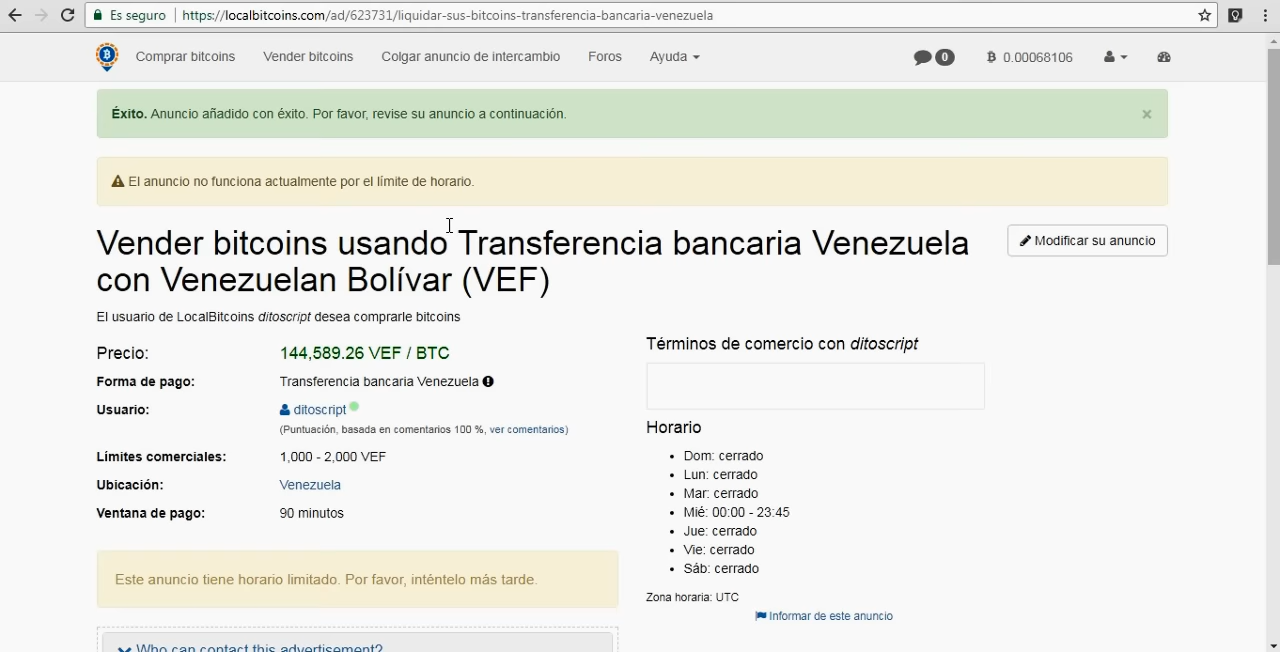 Es seguro https://localbitcoins.com/ad/623731/liquidar-sus-bitcoins-transferencia-bancaria-venezuela
Comprar bitcoins Vender bitcoins Colgar anuncio de intercambio Foros Ayuda 0 0.00068106
Éxito. Anuncio añadido con éxito. Por favor, revise su anuncio a continuación. ×
El anuncio no funciona actualmente por el límite de horario.
Vender bitcoins usando Transferencia bancaria Venezuela
con Venezuelan Bolívar (VEF)
Modificar su anuncio
El usuario de LocalBitcoins ditoscript desea comprarle bitcoins
Precio: 144,589.26 VEF / BTC
Forma de pago: Transferencia bancaria Venezuela
Usuario: ditoscript
(Puntuación, basada en comentarios 100 %, ver comentarios)
Límites comerciales: 1,000 - 2,000 VEF
Ubicación: Venezuela
Ventana de pago: 90 minutos
Este anuncio tiene horario limitado. Por favor, inténtelo más tarde.
Who can contact this advertisement?
Términos de comercio con ditoscript
Horario
Dom: cerrado
Lun: cerrado
Mar: cerrado
Mié: 00:00 - 23:45
Jue: cerrado
Vie: cerrado
Sáb: cerrado
Zona horaria: UTC
Informar de este anuncio